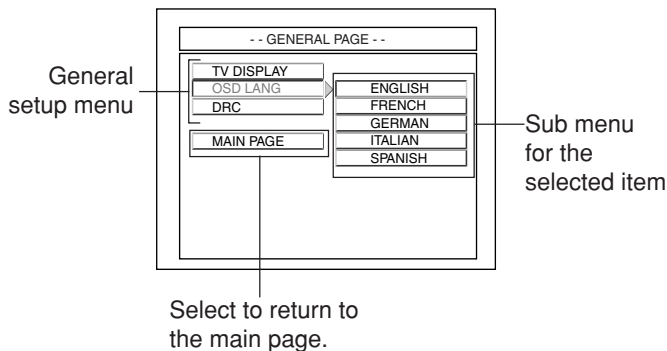 - - GENERAL PAGE - -
General
setup menu
TV DISPLAY
OSD LANG
DRC
MAIN PAGE
ENGLISH
FRENCH
GERMAN
ITALIAN
SPANISH
Sub menu
for the
selected item
Select to return to
the main page.